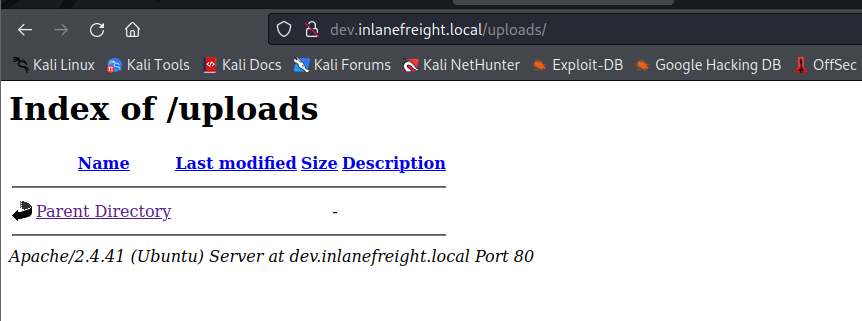 dev.inlanefreight.local/uploads/
Kali Linux Kali Tools Kali Docs Kali Forums Kali NetHunter Exploit-DB Google Hacking DB OffSec
Index of /uploads
Name Last modified Size Description
Parent Directory -
Apache/2.4.41 (Ubuntu) Server at dev.inlanefreight.local Port 80